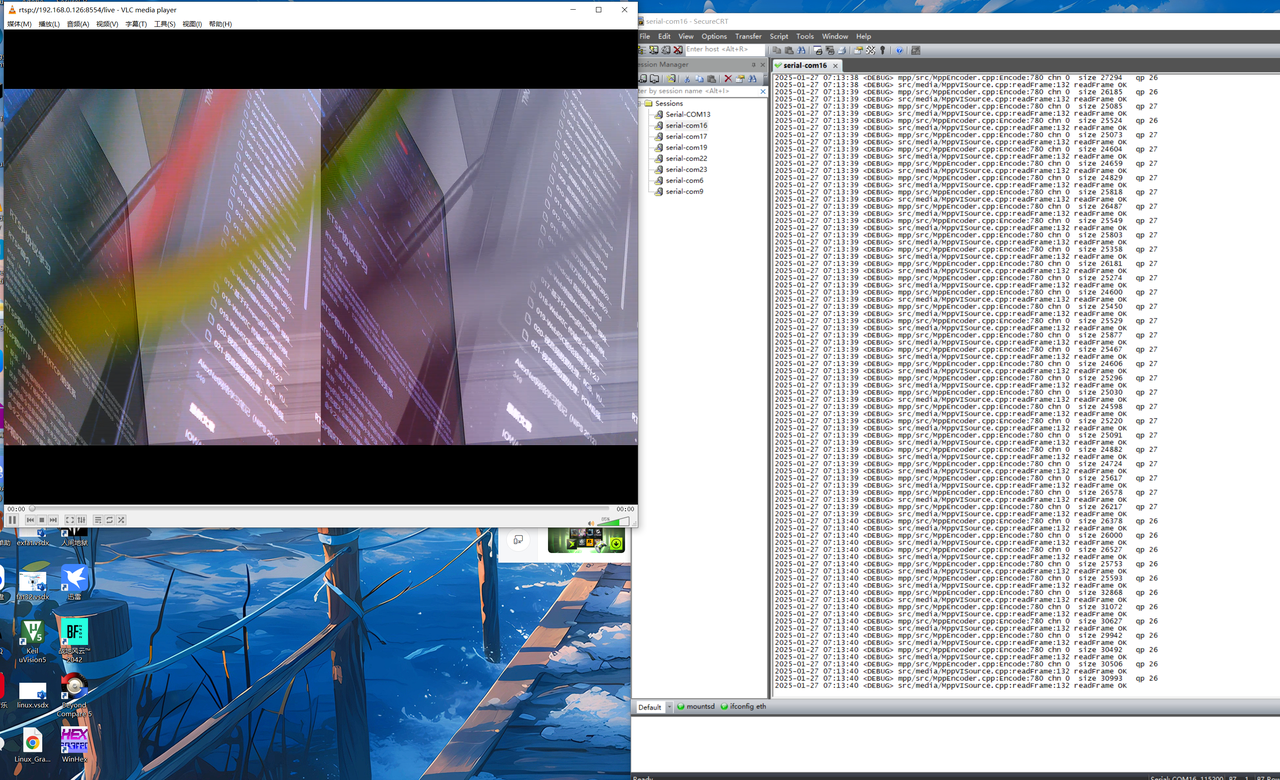 rtsp://192.168.0.126:8554/live - VLC media player
媒体(M) 播放(L) 音频(A) 视频(V) 字幕(T) 工具(S) 视图(I) 帮助(H)
00:00 00:00
人间地狱
linux.vsdx
迅雷
Keil uVision5
2042
Beyond Compare 5
Linux_Gra...
WinHex
serial-com16 - SecureCRT
File Edit View Options Transfer Script Tools Window Help
Enter host <Alt+R>
Session Manager
by session name <Alt+I>
Sessions
Serial-COM13
serial-com16
serial-com17
serial-com19
serial-com22
serial-com23
serial-com6
serial-com9
serial-com16
2025-01-27 07:13:38 <DEBUG> mpp/src/MppEncoder.cpp:Encode:780 chn 0 size 27294 qp 26
2025-01-27 07:13:38 <DEBUG> src/media/MppVISource.cpp:readFrame:132 readFrame OK
2025-01-27 07:13:39 <DEBUG> mpp/src/MppEncoder.cpp:Encode:780 chn 0 size 26185 qp 26
2025-01-27 07:13:39 <DEBUG> src/media/MppVISource.cpp:readFrame:132 readFrame OK
2025-01-27 07:13:39 <DEBUG> mpp/src/MppEncoder.cpp:Encode:780 chn 0 size 25085 qp 27
2025-01-27 07:13:39 <DEBUG> src/media/MppVISource.cpp:readFrame:132 readFrame OK
2025-01-27 07:13:39 <DEBUG> mpp/src/MppEncoder.cpp:Encode:780 chn 0 size 25524 qp 26
2025-01-27 07:13:39 <DEBUG> src/media/MppVISource.cpp:readFrame:132 readFrame OK
2025-01-27 07:13:39 <DEBUG> mpp/src/MppEncoder.cpp:Encode:780 chn 0 size 25073 qp 27
2025-01-27 07:13:39 <DEBUG> src/media/MppVISource.cpp:readFrame:132 readFrame OK
2025-01-27 07:13:39 <DEBUG> mpp/src/MppEncoder.cpp:Encode:780 chn 0 size 24604 qp 27
2025-01-27 07:13:39 <DEBUG> src/media/MppVISource.cpp:readFrame:132 readFrame OK
2025-01-27 07:13:39 <DEBUG> mpp/src/MppEncoder.cpp:Encode:780 chn 0 size 24659 qp 27
2025-01-27 07:13:39 <DEBUG> src/media/MppVISource.cpp:readFrame:132 readFrame OK
2025-01-27 07:13:39 <DEBUG> mpp/src/MppEncoder.cpp:Encode:780 chn 0 size 24829 qp 27
2025-01-27 07:13:39 <DEBUG> src/media/MppVISource.cpp:readFrame:132 readFrame OK
2025-01-27 07:13:39 <DEBUG> mpp/src/MppEncoder.cpp:Encode:780 chn 0 size 25818 qp 27
2025-01-27 07:13:39 <DEBUG> src/media/MppVISource.cpp:readFrame:132 readFrame OK
2025-01-27 07:13:39 <DEBUG> mpp/src/MppEncoder.cpp:Encode:780 chn 0 size 26487 qp 27
2025-01-27 07:13:39 <DEBUG> src/media/MppVISource.cpp:readFrame:132 readFrame OK
2025-01-27 07:13:39 <DEBUG> mpp/src/MppEncoder.cpp:Encode:780 chn 0 size 25549 qp 27
2025-01-27 07:13:39 <DEBUG> src/media/MppVISource.cpp:readFrame:132 readFrame OK
2025-01-27 07:13:39 <DEBUG> mpp/src/MppEncoder.cpp:Encode:780 chn 0 size 25803 qp 27
2025-01-27 07:13:39 <DEBUG> src/media/MppVISource.cpp:readFrame:132 readFrame OK
2025-01-27 07:13:39 <DEBUG> mpp/src/MppEncoder.cpp:Encode:780 chn 0 size 25358 qp 27
2025-01-27 07:13:39 <DEBUG> src/media/MppVISource.cpp:readFrame:132 readFrame OK
2025-01-27 07:13:39 <DEBUG> mpp/src/MppEncoder.cpp:Encode:780 chn 0 size 26181 qp 27
2025-01-27 07:13:39 <DEBUG> src/media/MppVISource.cpp:readFrame:132 readFrame OK
2025-01-27 07:13:39 <DEBUG> mpp/src/MppEncoder.cpp:Encode:780 chn 0 size 25274 qp 27
2025-01-27 07:13:39 <DEBUG> src/media/MppVISource.cpp:readFrame:132 readFrame OK
2025-01-27 07:13:39 <DEBUG> mpp/src/MppEncoder.cpp:Encode:780 chn 0 size 24600 qp 27
2025-01-27 07:13:39 <DEBUG> src/media/MppVISource.cpp:readFrame:132 readFrame OK
2025-01-27 07:13:39 <DEBUG> mpp/src/MppEncoder.cpp:Encode:780 chn 0 size 25450 qp 27
2025-01-27 07:13:39 <DEBUG> src/media/MppVISource.cpp:readFrame:132 readFrame OK
2025-01-27 07:13:39 <DEBUG> mpp/src/MppEncoder.cpp:Encode:780 chn 0 size 25529 qp 27
2025-01-27 07:13:39 <DEBUG> src/media/MppVISource.cpp:readFrame:132 readFrame OK
2025-01-27 07:13:39 <DEBUG> mpp/src/MppEncoder.cpp:Encode:780 chn 0 size 25877 qp 27
2025-01-27 07:13:39 <DEBUG> src/media/MppVISource.cpp:readFrame:132 readFrame OK
2025-01-27 07:13:39 <DEBUG> mpp/src/MppEncoder.cpp:Encode:780 chn 0 size 25467 qp 27
2025-01-27 07:13:39 <DEBUG> src/media/MppVISource.cpp:readFrame:132 readFrame OK
2025-01-27 07:13:39 <DEBUG> mpp/src/MppEncoder.cpp:Encode:780 chn 0 size 24606 qp 27
2025-01-27 07:13:39 <DEBUG> src/media/MppVISource.cpp:readFrame:132 readFrame OK
2025-01-27 07:13:39 <DEBUG> mpp/src/MppEncoder.cpp:Encode:780 chn 0 size 25296 qp 27
2025-01-27 07:13:39 <DEBUG> src/media/MppVISource.cpp:readFrame:132 readFrame OK
2025-01-27 07:13:39 <DEBUG> mpp/src/MppEncoder.cpp:Encode:780 chn 0 size 25030 qp 27
2025-01-27 07:13:39 <DEBUG> src/media/MppVISource.cpp:readFrame:132 readFrame OK
2025-01-27 07:13:39 <DEBUG> mpp/src/MppEncoder.cpp:Encode:780 chn 0 size 24598 qp 27
2025-01-27 07:13:39 <DEBUG> src/media/MppVISource.cpp:readFrame:132 readFrame OK
2025-01-27 07:13:39 <DEBUG> mpp/src/MppEncoder.cpp:Encode:780 chn 0 size 25220 qp 27
2025-01-27 07:13:39 <DEBUG> src/media/MppVISource.cpp:readFrame:132 readFrame OK
2025-01-27 07:13:39 <DEBUG> mpp/src/MppEncoder.cpp:Encode:780 chn 0 size 25091 qp 27
2025-01-27 07:13:39 <DEBUG> src/media/MppVISource.cpp:readFrame:132 readFrame OK
2025-01-27 07:13:39 <DEBUG> mpp/src/MppEncoder.cpp:Encode:780 chn 0 size 24882 qp 27
2025-01-27 07:13:39 <DEBUG> src/media/MppVISource.cpp:readFrame:132 readFrame OK
2025-01-27 07:13:39 <DEBUG> mpp/src/MppEncoder.cpp:Encode:780 chn 0 size 24724 qp 27
2025-01-27 07:13:39 <DEBUG> src/media/MppVISource.cpp:readFrame:132 readFrame OK
2025-01-27 07:13:39 <DEBUG> mpp/src/MppEncoder.cpp:Encode:780 chn 0 size 25617 qp 27
2025-01-27 07:13:39 <DEBUG> src/media/MppVISource.cpp:readFrame:132 readFrame OK
2025-01-27 07:13:39 <DEBUG> mpp/src/MppEncoder.cpp:Encode:780 chn 0 size 26578 qp 27
2025-01-27 07:13:39 <DEBUG> src/media/MppVISource.cpp:readFrame:132 readFrame OK
2025-01-27 07:13:39 <DEBUG> mpp/src/MppEncoder.cpp:Encode:780 chn 0 size 26217 qp 27
2025-01-27 07:13:39 <DEBUG> src/media/MppVISource.cpp:readFrame:132 readFrame OK
2025-01-27 07:13:40 <DEBUG> mpp/src/MppEncoder.cpp:Encode:780 chn 0 size 26378 qp 26
2025-01-27 07:13:40 <DEBUG> src/media/MppVISource.cpp:readFrame:132 readFrame OK
2025-01-27 07:13:40 <DEBUG> mpp/src/MppEncoder.cpp:Encode:780 chn 0 size 26000 qp 26
2025-01-27 07:13:40 <DEBUG> src/media/MppVISource.cpp:readFrame:132 readFrame OK
2025-01-27 07:13:40 <DEBUG> mpp/src/MppEncoder.cpp:Encode:780 chn 0 size 26527 qp 26
2025-01-27 07:13:40 <DEBUG> src/media/MppVISource.cpp:readFrame:132 readFrame OK
2025-01-27 07:13:40 <DEBUG> mpp/src/MppEncoder.cpp:Encode:780 chn 0 size 25753 qp 26
2025-01-27 07:13:40 <DEBUG> src/media/MppVISource.cpp:readFrame:132 readFrame OK
2025-01-27 07:13:40 <DEBUG> mpp/src/MppEncoder.cpp:Encode:780 chn 0 size 25593 qp 26
2025-01-27 07:13:40 <DEBUG> src/media/MppVISource.cpp:readFrame:132 readFrame OK
2025-01-27 07:13:40 <DEBUG> mpp/src/MppEncoder.cpp:Encode:780 chn 0 size 32868 qp 26
2025-01-27 07:13:40 <DEBUG> src/media/MppVISource.cpp:readFrame:132 readFrame OK
2025-01-27 07:13:40 <DEBUG> mpp/src/MppEncoder.cpp:Encode:780 chn 0 size 31072 qp 26
2025-01-27 07:13:40 <DEBUG> src/media/MppVISource.cpp:readFrame:132 readFrame OK
2025-01-27 07:13:40 <DEBUG> mpp/src/MppEncoder.cpp:Encode:780 chn 0 size 30627 qp 26
2025-01-27 07:13:40 <DEBUG> src/media/MppVISource.cpp:readFrame:132 readFrame OK
2025-01-27 07:13:40 <DEBUG> mpp/src/MppEncoder.cpp:Encode:780 chn 0 size 29942 qp 26
2025-01-27 07:13:40 <DEBUG> src/media/MppVISource.cpp:readFrame:132 readFrame OK
2025-01-27 07:13:40 <DEBUG> mpp/src/MppEncoder.cpp:Encode:780 chn 0 size 30492 qp 26
2025-01-27 07:13:40 <DEBUG> src/media/MppVISource.cpp:readFrame:132 readFrame OK
2025-01-27 07:13:40 <DEBUG> mpp/src/MppEncoder.cpp:Encode:780 chn 0 size 30506 qp 26
2025-01-27 07:13:40 <DEBUG> src/media/MppVISource.cpp:readFrame:132 readFrame OK
2025-01-27 07:13:40 <DEBUG> mpp/src/MppEncoder.cpp:Encode:780 chn 0 size 30993 qp 26
2025-01-27 07:13:40 <DEBUG> src/media/MppVISource.cpp:readFrame:132 readFrame OK
Default mountsd ifconfig eth
Ready
Serial: COM16, 115200